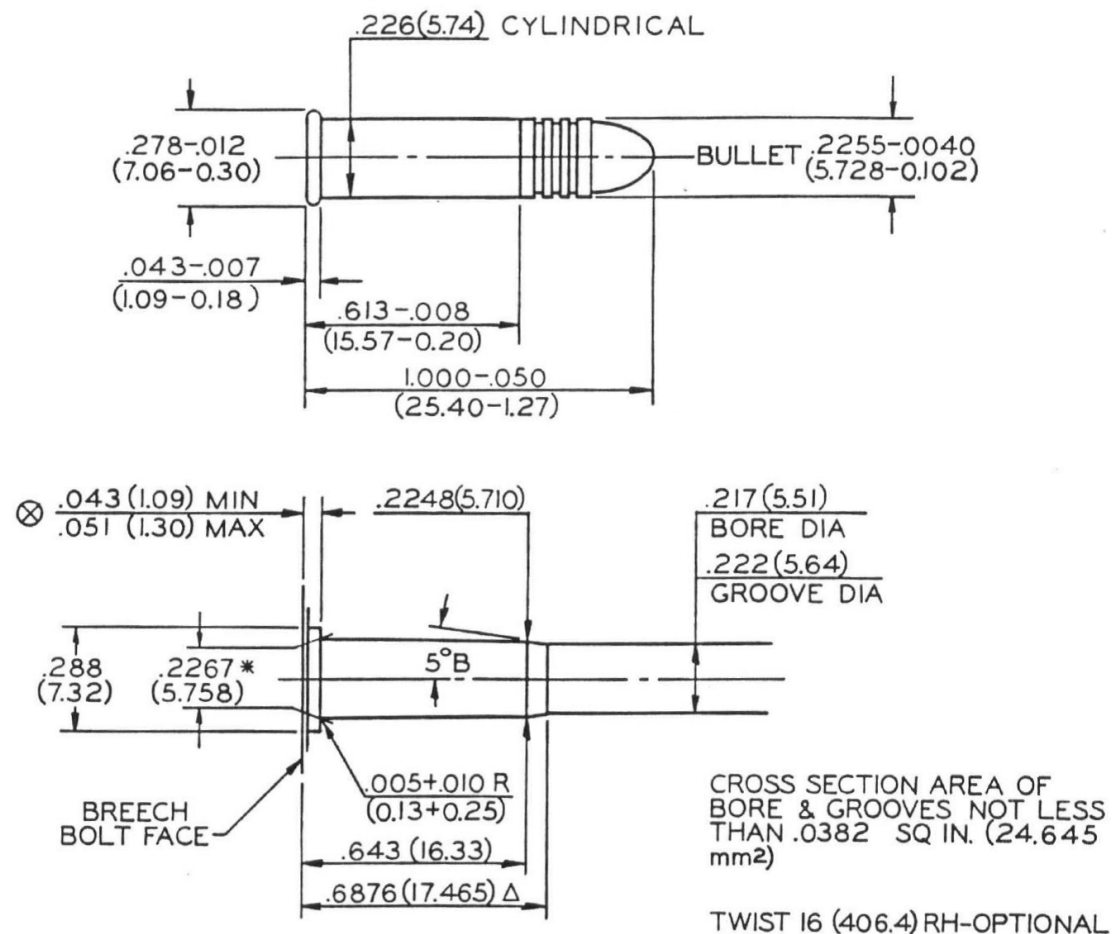 .226(5.74) CYLINDRICAL
.278-.012
(7.06-0.30)
BULLET .2255-.0040
(5.728-0.102)
.043-.007
(1.09-0.18)
.613-.008
(15.57-0.20)
1.000-.050
(25.40-1.27)
⊗ .043 (1.09) MIN
.051 (1.30) MAX
.2248(5.710)
.217(5.51)
BORE DIA
.222(5.64)
GROOVE DIA
.288
(7.32)
.2267*
(5.758)
5°B
.005+.010 R
(0.13+0.25)
BREECH
BOLT FACE
.643 (16.33)
.6876(17.465) Δ
CROSS SECTION AREA OF
BORE & GROOVES NOT LESS
THAN .0382 SQ IN. (24.645
mm2)
TWIST 16 (406.4) RH-OPTIONAL